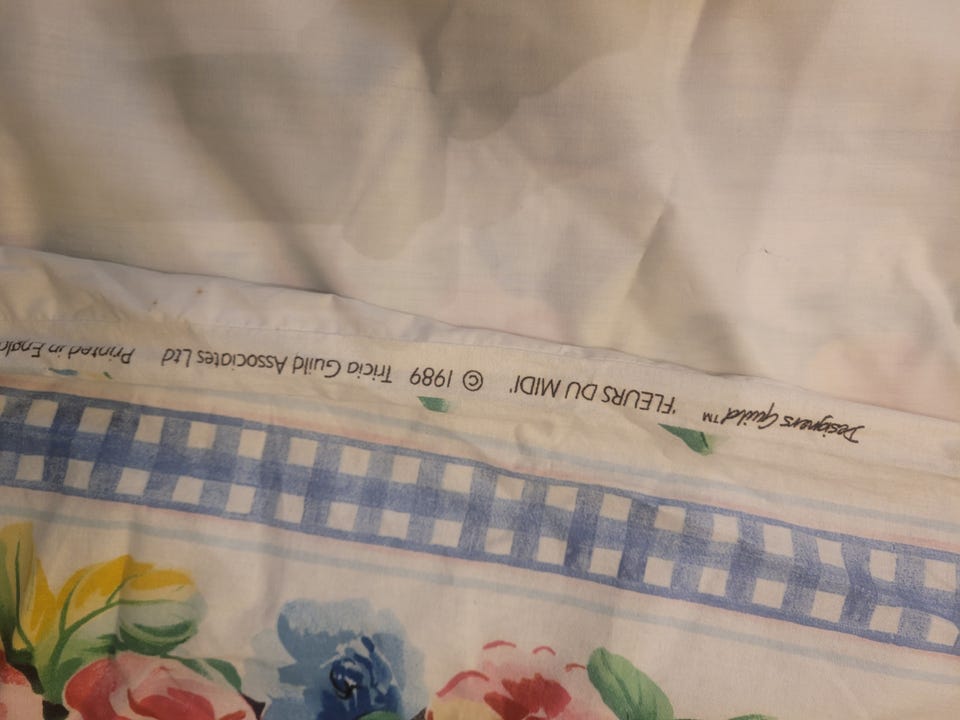 Designers Guild™ 'FLEURS DU MIDI' © 1989 Tricia Guild Associates Ltd Printed in